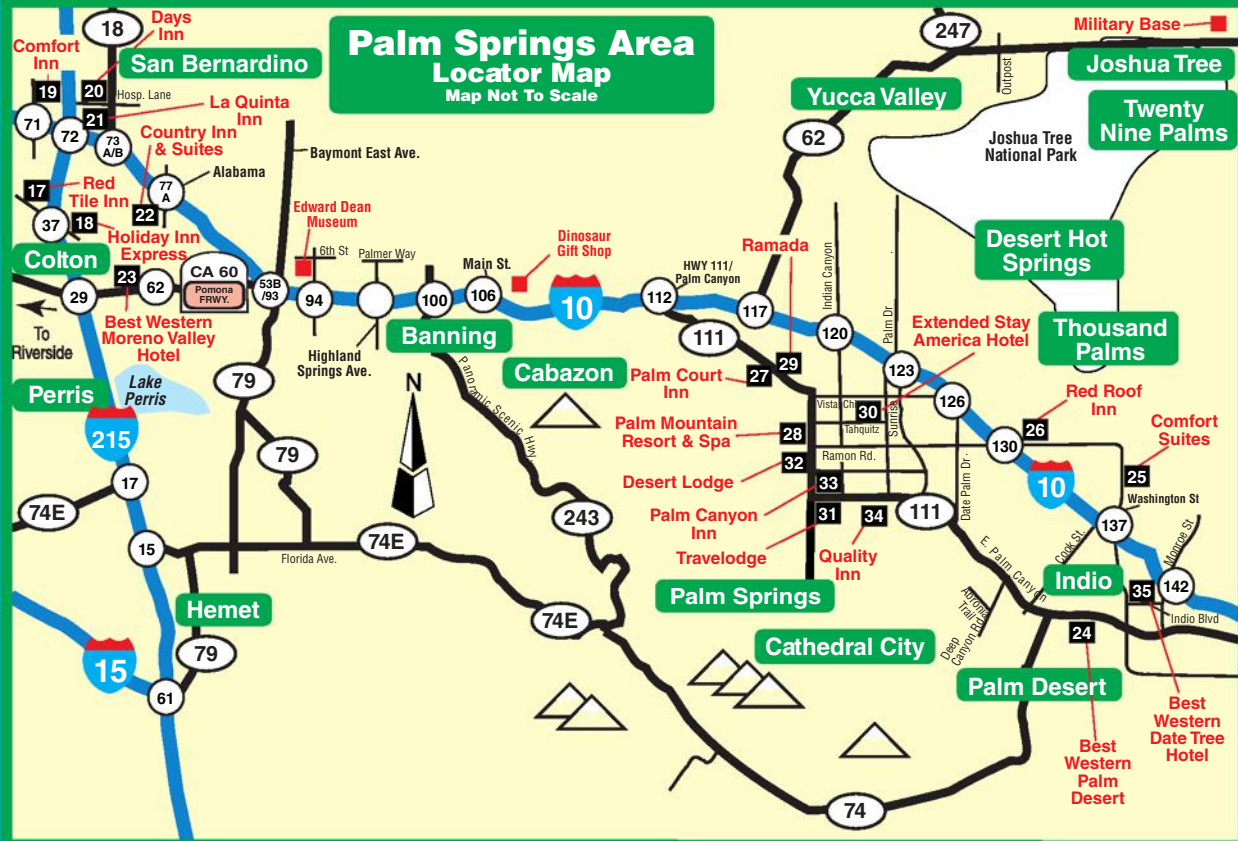 Palm Springs Area
Locator Map
Map Not To Scale
18
Days
Inn
Comfort
Inn
San Bernardino
19
20
Hosp. Lane
21
La Quinta
Inn
71
72
73
A/B
Country Inn
& Suites
77
A
Alabama
Baymont East Ave.
17
Red
Tile Inn
37
18
22
Holiday Inn
Express
Colton
23
29
62
CA 60
Pomona
FRWY.
53B
/93
Edward Dean
Museum
6th St
94
Palmer Way
100
Main St.
106
Dinosaur
Gift Shop
10
To
Riverside
Best Western
Moreno Valley
Hotel
Highland
Springs Ave.
Banning
Cabazon
Perris
Lake
Perris
215
79
79
N
Panoramic Scenic Hwy
17
74E
15
Florida Ave.
74E
243
74E
Hemet
79
15
61
247
Military Base
Outpost
Joshua Tree
Yucca Valley
Twenty
Nine Palms
62
Joshua Tree
National Park
Desert Hot
Springs
Thousand
Palms
Ramada
HWY 111/
Palm Canyon
112
117
Indian Canyon
Palm Dr
120
111
29
27
Palm Court
Inn
Extended Stay
America Hotel
123
126
Vista Chi
30
Tahquitz
Sunrise
Palm Mountain
Resort & Spa
28
Ramon Rd.
Desert Lodge
32
33
Palm Canyon
Inn
31
Travelodge
34
Quality
Inn
111
Date Palm Dr.
Red Roof
Inn
26
130
10
Comfort
Suites
25
Washington St
137
Monroe St
142
Cook St.
E. Palm Canyon
Indio
35
Indio Blvd
Palm Springs
Cathedral City
Abronia
Trail
Deep
Canyon Rd.
24
Palm Desert
Best
Western
Palm
Desert
Best
Western
Date Tree
Hotel
74